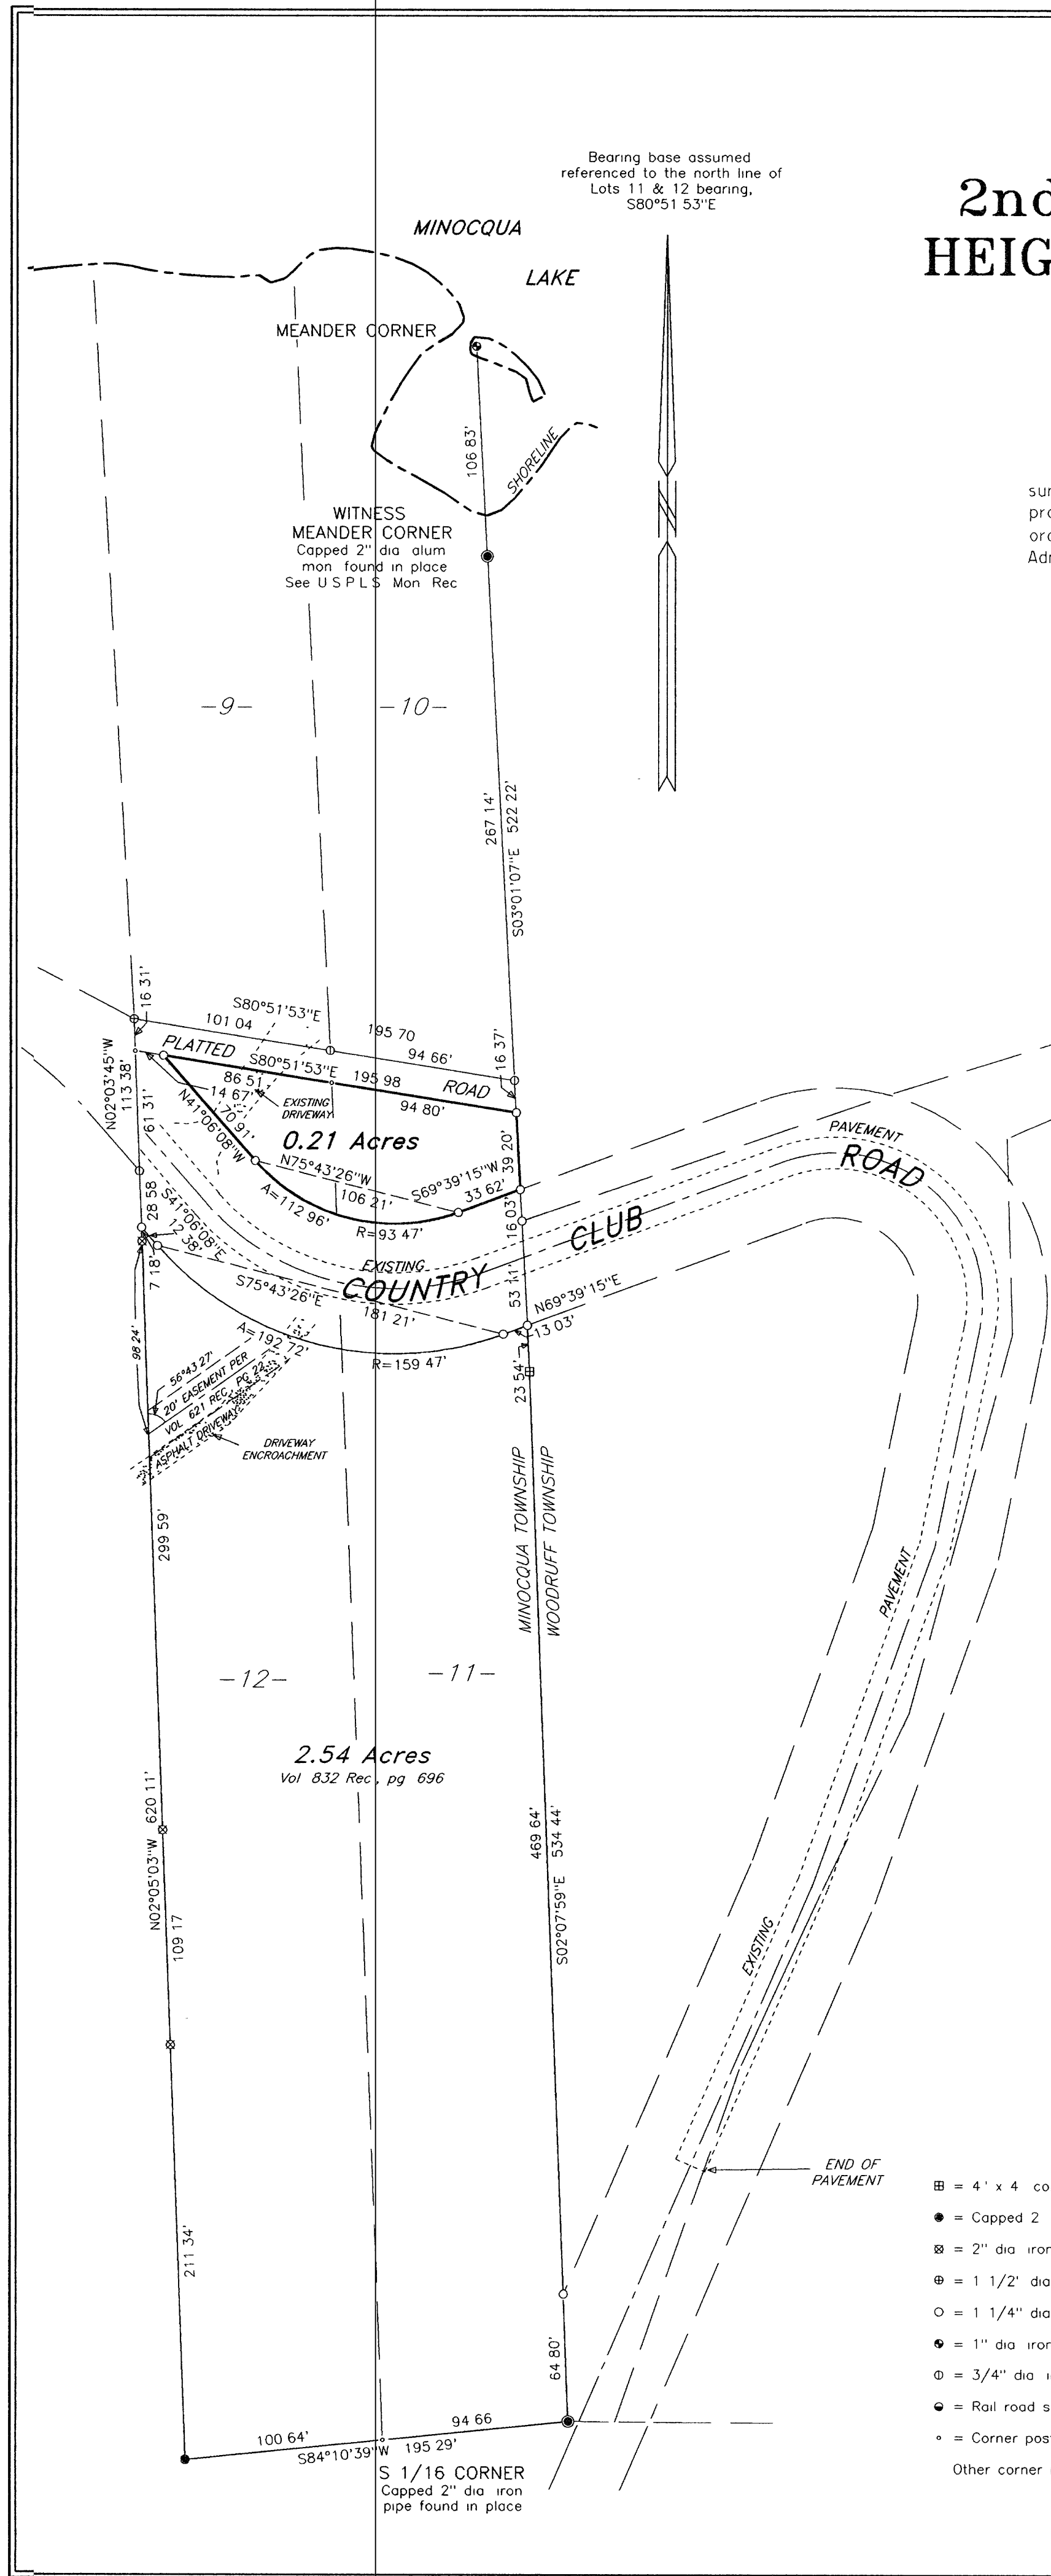 Bearing base assumed
referenced to the north line of
Lots 11 & 12 bearing,
S80°51 53"E
2nd
HEIG
MINOCQUA
LAKE
MEANDER CORNER
106 83'
SHORELINE
WITNESS
MEANDER CORNER
Capped 2" dia alum
mon found in place
See U S P L S Mon Rec
sur
pro
ord
Adr
-9-
-10-
267 14'
S03°01'07"E 522 22'
16 31'
S80°51'53"E
101 04
195 70
94 66'
16 37'
PLATTED
S80°51'53"E
195 98
ROAD
86 51
14 67'
94 80'
EXISTING
DRIVEWAY
N02°03'45"W
113 38'
61 31'
N41°06'08"W
70 91'
0.21 Acres
39 20'
N75°43'26"W
106 21'
S69°39'15"W
33 62'
A=112 96'
R=93 47'
16 03'
PAVEMENT
ROAD
CLUB
28 58
S41°06'08"E
12 38'
7 18'
EXISTING
COUNTRY
S75°43'26"E
181 21'
53 11'
N69°39'15"E
13 03'
A=192 72'
R=159 47'
23 54'
98 24'
56°43 27'
20' EASEMENT PER
VOL 621 REC, PG 22
ASPHALT DRIVEWAY
DRIVEWAY
ENCROACHMENT
MINOCQUA TOWNSHIP
WOODRUFF TOWNSHIP
299 59'
PAVEMENT
-12-
-11-
2.54 Acres
Vol 832 Rec, pg 696
N02°05'03"W 620 11'
469 64'
534 44'
S02°07'59"E
109 17
EXISTING
END OF
PAVEMENT
211 34'
64 80'
100 64'
94 66
S84°10'39"W
195 29'
S 1/16 CORNER
Capped 2" dia iron
pipe found in place
= 4' x 4 co
= Capped 2
= 2" dia iron
= 1 1/2' dia
= 1 1/4" dia
= 1" dia iron
= 3/4" dia i
= Rail road s
= Corner post
Other corner